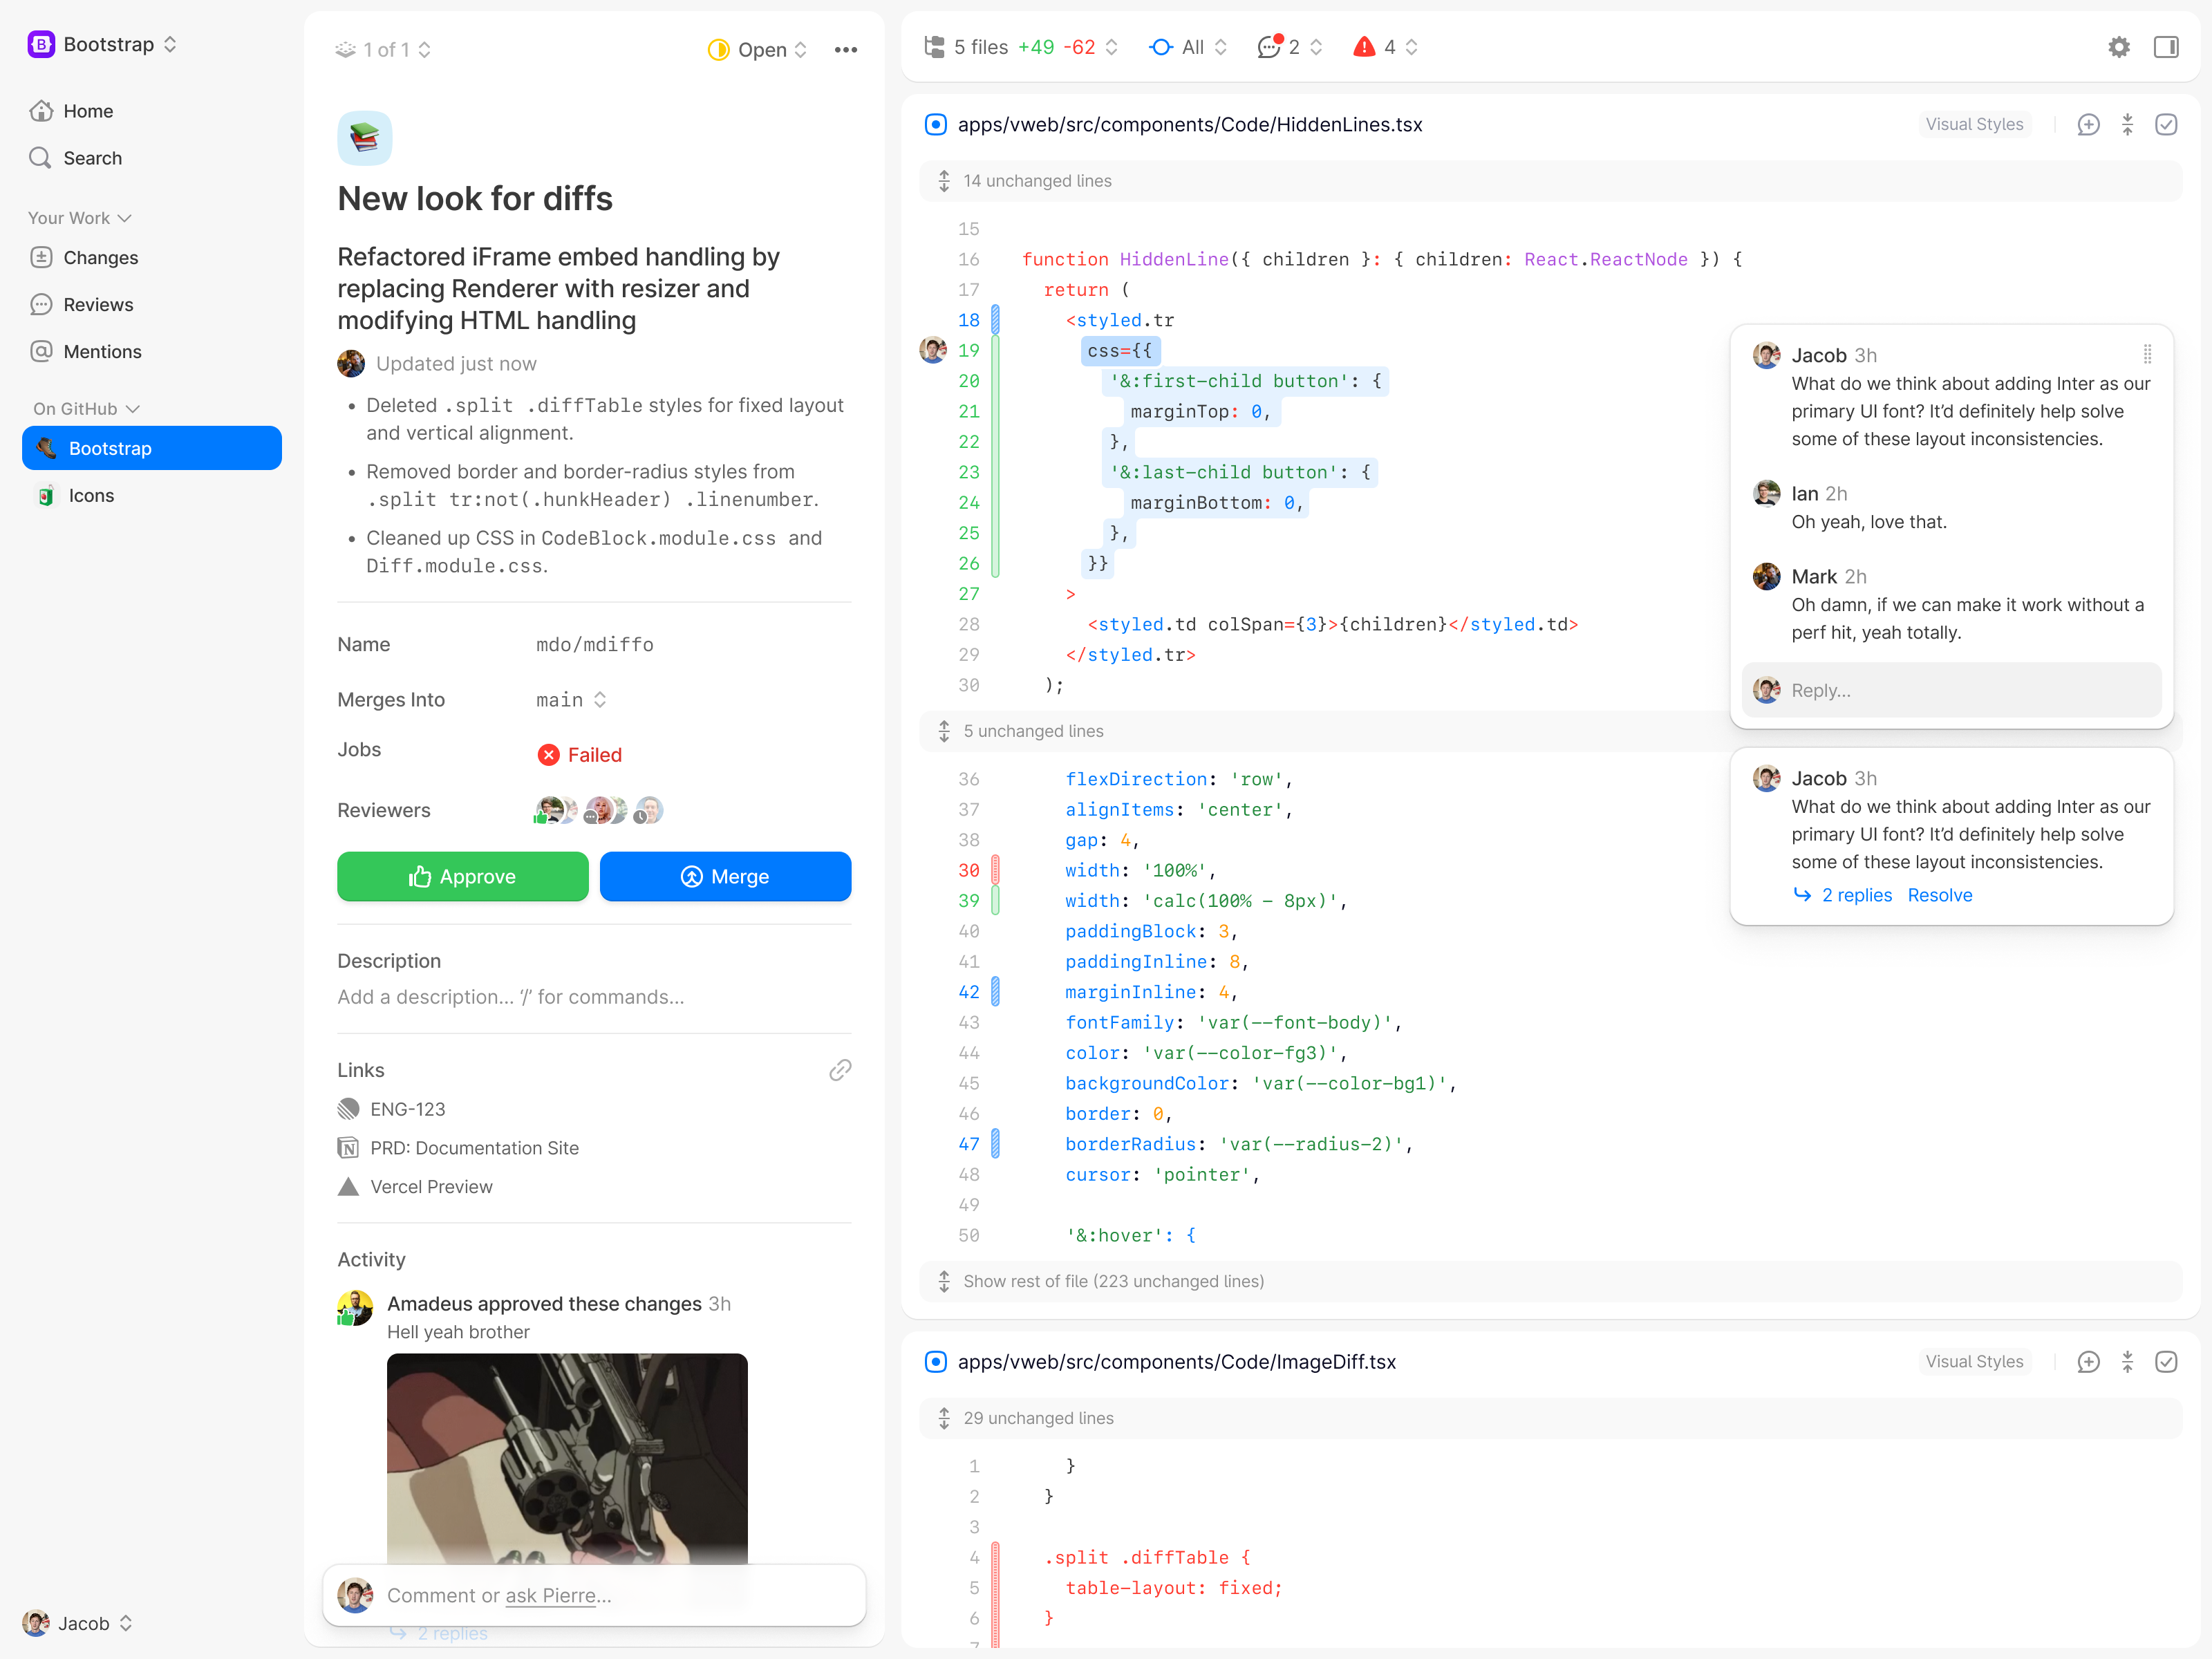 Bootstrap
Home
Search
Your Work
Changes
Reviews
Mentions
On GitHub
Bootstrap
Icons
Jacob
1 of 1
Open
New look for diffs
Refactored iFrame embed handling by
replacing Renderer with resizer and
modifying HTML handling
Updated just now
• Deleted .split .diffTable styles for fixed layout
and vertical alignment.
• Removed border and border-radius styles from
.split tr:not(.hunkHeader) .linenumber.
• Cleaned up CSS in CodeBlock.module.css and
Diff.module.css.
Name mdo/mdiffo
Merges Into main
Jobs Failed
Reviewers
Approve Merge
Description
Add a description... ‘/’ for commands...
Links
ENG-123
PRD: Documentation Site
Vercel Preview
Activity
Amadeus approved these changes 3h
Hell yeah brother
Comment or ask Pierre...
2 replies
5 files +49 -62 All 2 4
apps/vweb/src/components/Code/HiddenLines.tsx Visual Styles
14 unchanged lines
15
16 function HiddenLine({ children }: { children: React.ReactNode }) {
17 return (
18 <styled.tr
19 css={{
20 '&:first-child button': {
21 marginTop: 0,
22 },
23 '&:last-child button': {
24 marginBottom: 0,
25 },
26 }}
27 >
28 <styled.td colSpan={3}>{children}</styled.td>
29 </styled.tr>
30 );
5 unchanged lines
36 flexDirection: 'row',
37 alignItems: 'center',
38 gap: 4,
30 width: '100%',
39 width: 'calc(100% - 8px)',
40 paddingBlock: 3,
41 paddingInline: 8,
42 marginInline: 4,
43 fontFamily: 'var(--font-body)',
44 color: 'var(--color-fg3)',
45 backgroundColor: 'var(--color-bg1)',
46 border: 0,
47 borderRadius: 'var(--radius-2)',
48 cursor: 'pointer',
49
50 '&:hover': {
Show rest of file (223 unchanged lines)
Jacob 3h
What do we think about adding Inter as our
primary UI font? It’d definitely help solve
some of these layout inconsistencies.
Ian 2h
Oh yeah, love that.
Mark 2h
Oh damn, if we can make it work without a
perf hit, yeah totally.
Reply...
Jacob 3h
What do we think about adding Inter as our
primary UI font? It’d definitely help solve
some of these layout inconsistencies.
2 replies Resolve
apps/vweb/src/components/Code/ImageDiff.tsx Visual Styles
29 unchanged lines
1 }
2 }
3
4 .split .diffTable {
5 table-layout: fixed;
6 }
7